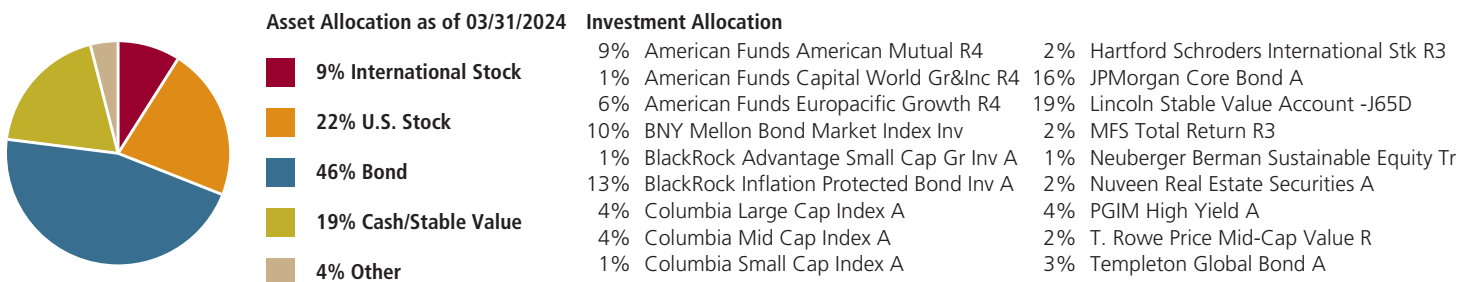 Asset Allocation as of 03/31/2024
9% International Stock
22% U.S. Stock
46% Bond
19% Cash/Stable Value
4% Other
Investment Allocation
9% American Funds American Mutual R4
1% American Funds Capital World Gr&Inc R4
6% American Funds Europacific Growth R4
10% BNY Mellon Bond Market Index Inv
1% BlackRock Advantage Small Cap Gr Inv A
13% BlackRock Inflation Protected Bond Inv A
4% Columbia Large Cap Index A
4% Columbia Mid Cap Index A
1% Columbia Small Cap Index A
2% Hartford Schroders International Stk R3
16% JPMorgan Core Bond A
19% Lincoln Stable Value Account -J65D
2% MFS Total Return R3
1% Neuberger Berman Sustainable Equity Tr
2% Nuveen Real Estate Securities A
4% PGIM High Yield A
2% T. Rowe Price Mid-Cap Value R
3% Templeton Global Bond A